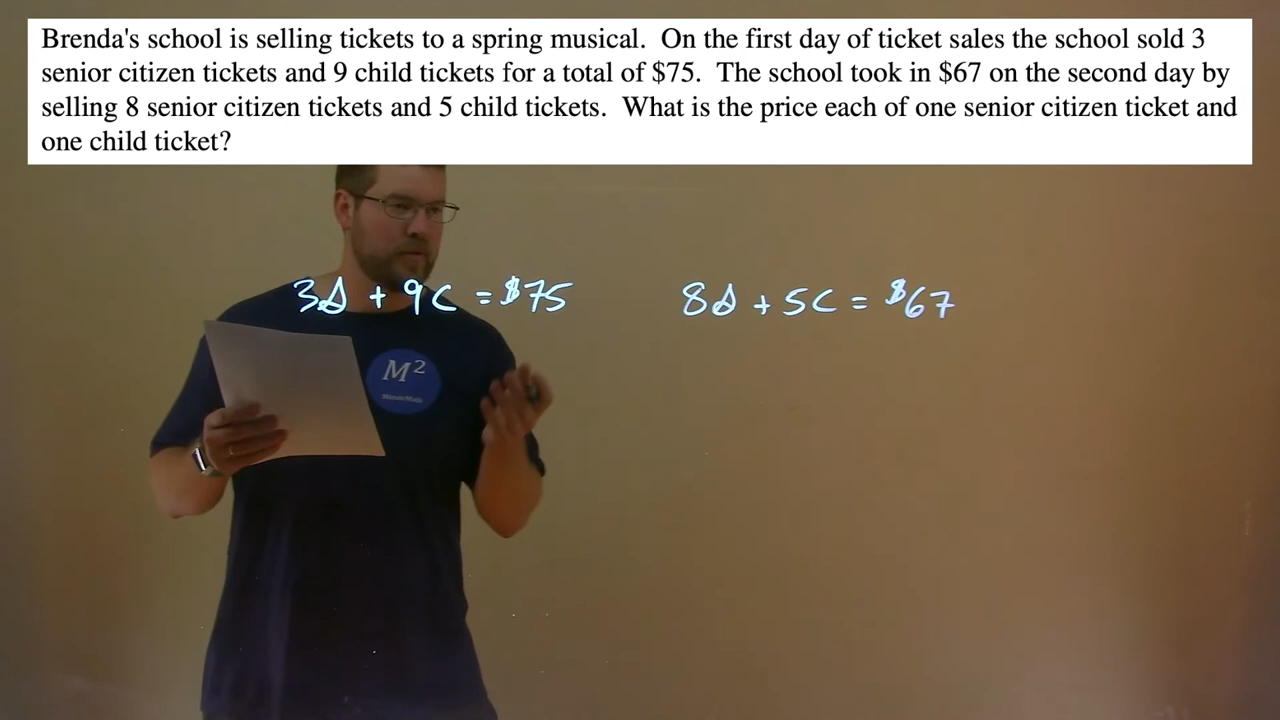 Brenda's school is selling tickets to a spring musical.  On the first day of ticket sales the school sold 3
senior citizen tickets and 9 child tickets for a total of $75.  The school took in $67 on the second day by
selling 8 senior citizen tickets and 5 child tickets.  What is the price each of one senior citizen ticket and
one child ticket?
3s + 9c = $75
8s + 5c = $67
M²
MinuteMath